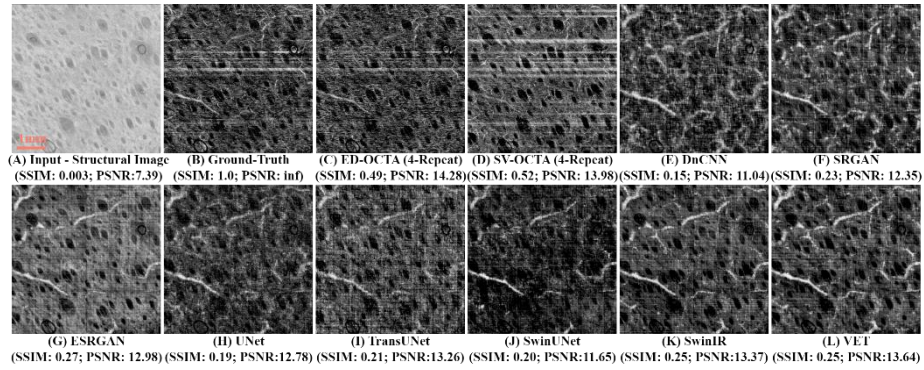 1mm
(A) Input - Structural Image (B) Ground-Truth (C) ED-OCTA (4-Repeat) (D) SV-OCTA (4-Repeat) (E) DnCNN (F) SRGAN
(SSIM: 0.003; PSNR:7.39) (SSIM: 1.0; PSNR: inf) (SSIM: 0.49; PSNR: 14.28) (SSIM: 0.52; PSNR: 13.98) (SSIM: 0.15; PSNR: 11.04) (SSIM: 0.23; PSNR: 12.35)
(G) ESRGAN (H) UNet (I) TransUNet (J) SwinUNet (K) SwinIR (L) VET
(SSIM: 0.27; PSNR: 12.98) (SSIM: 0.19; PSNR:12.78) (SSIM: 0.21; PSNR:13.26) (SSIM: 0.20; PSNR:11.65) (SSIM: 0.25; PSNR:13.37) (SSIM: 0.25; PSNR:13.64)